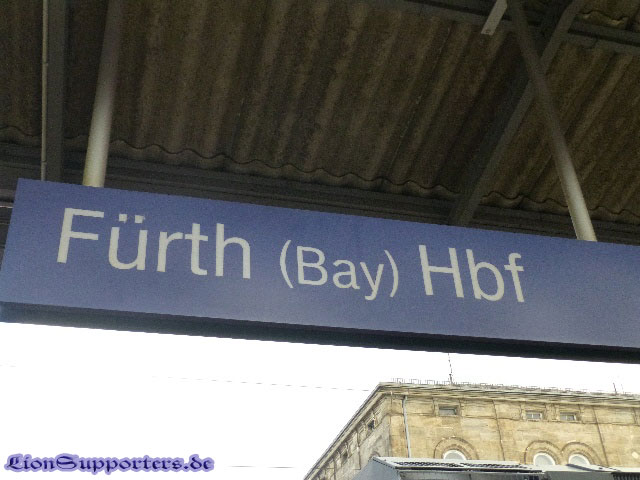 Fürth (Bay) Hbf
LionSupporters.de